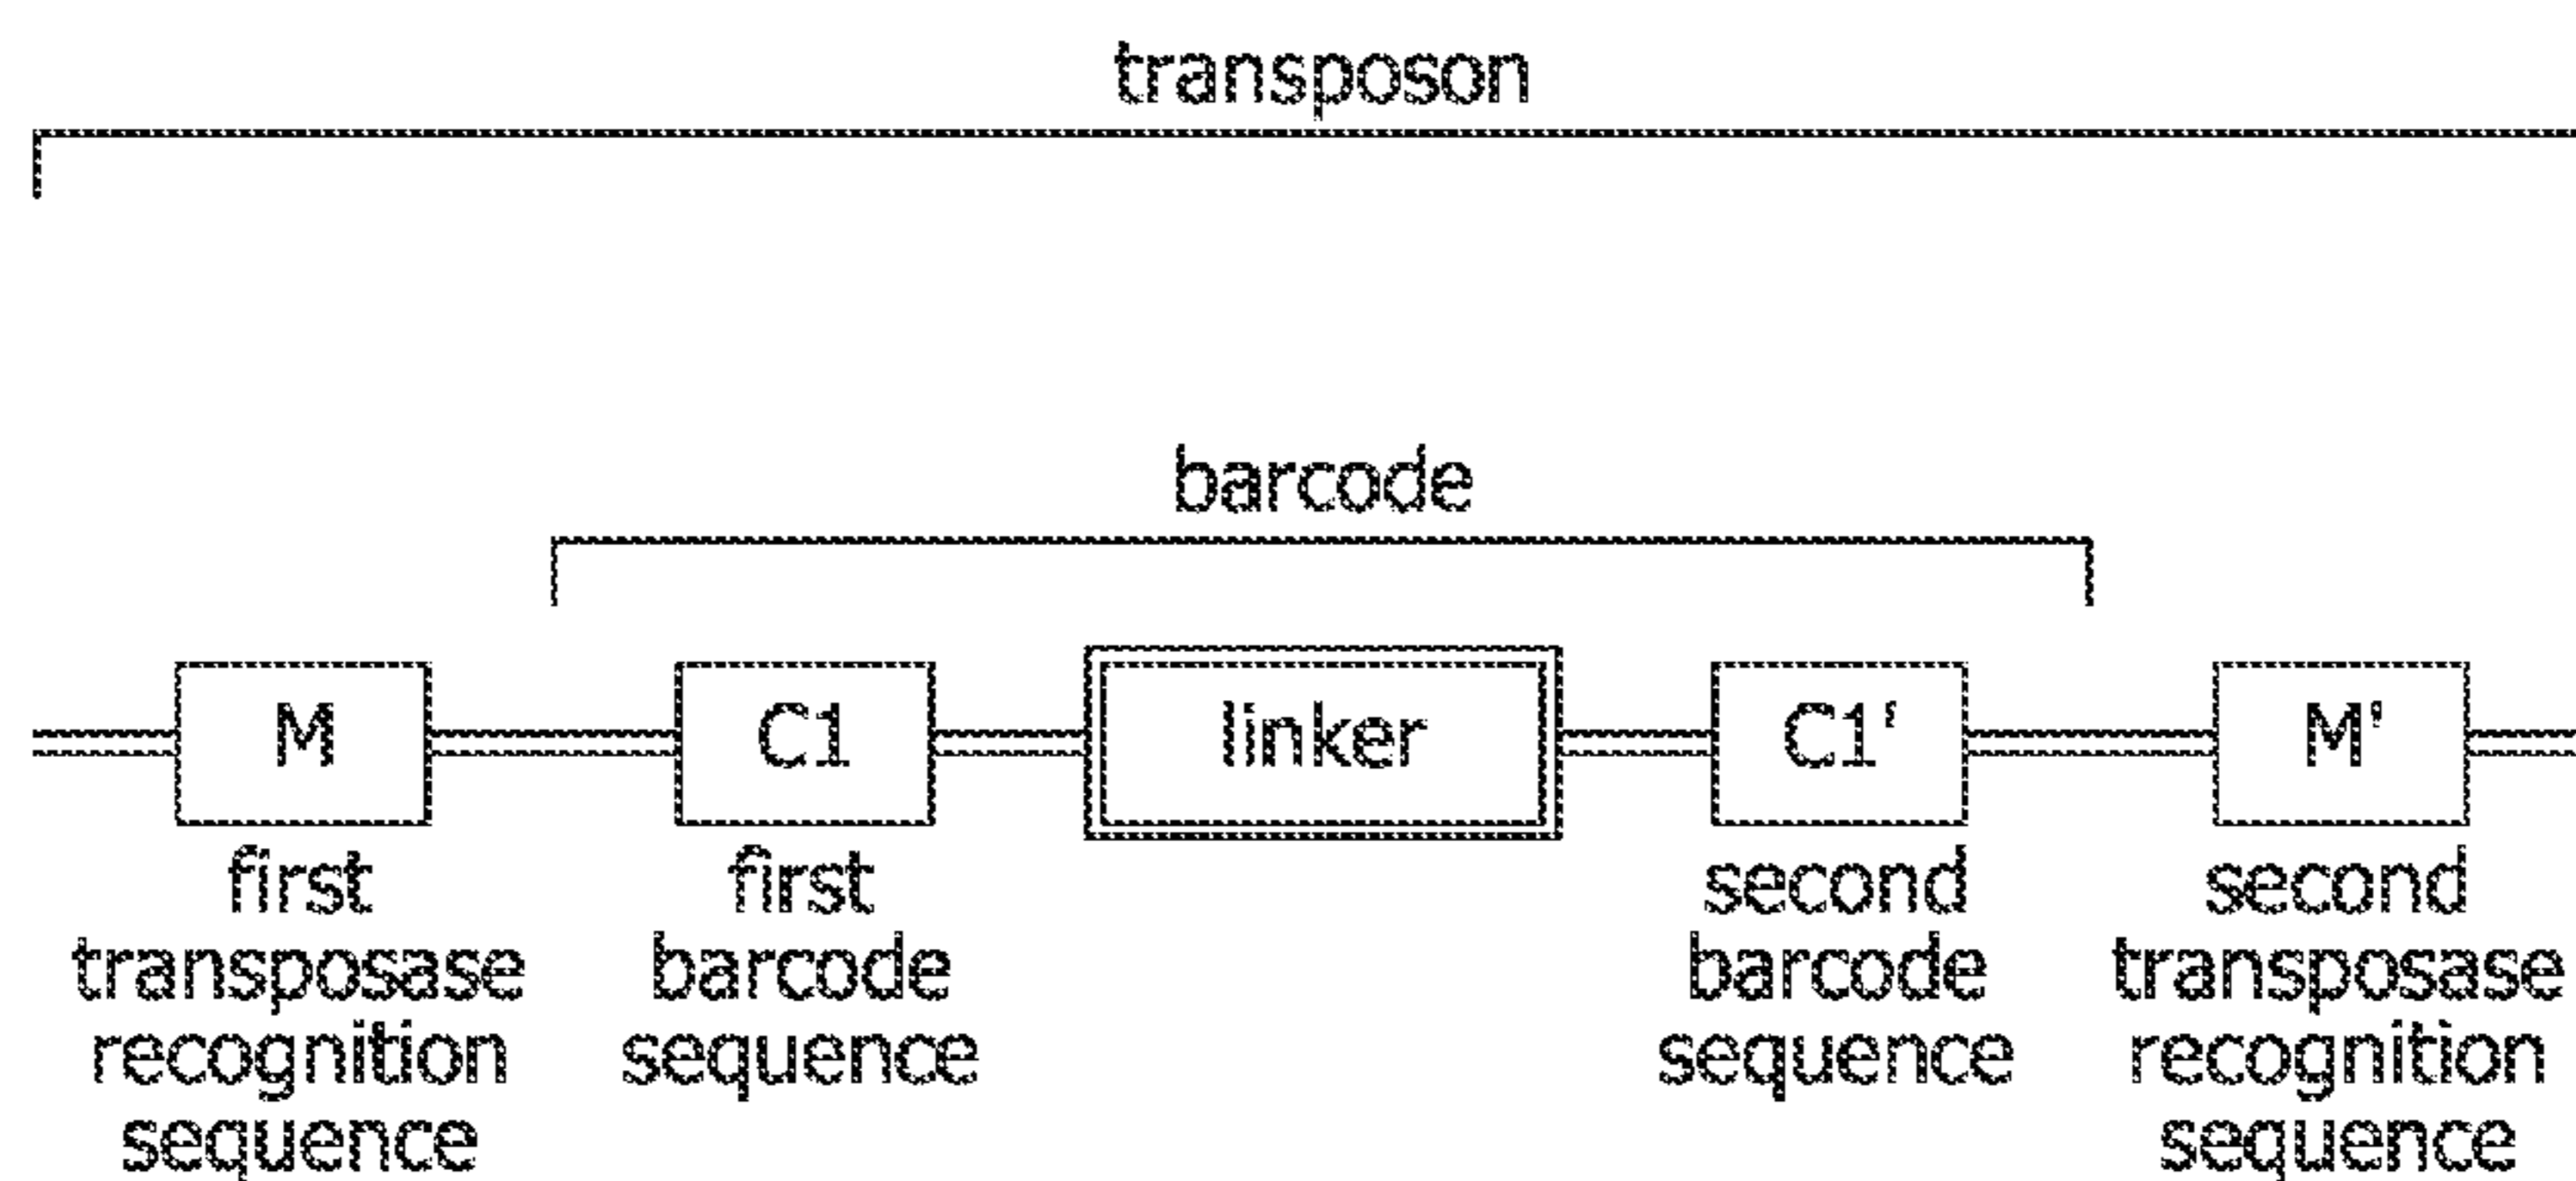 transposon
barcode
M C1 linker C1' M'
first first second second
transposase barcode barcode transposase
recognition sequence sequence recognition
sequence sequence